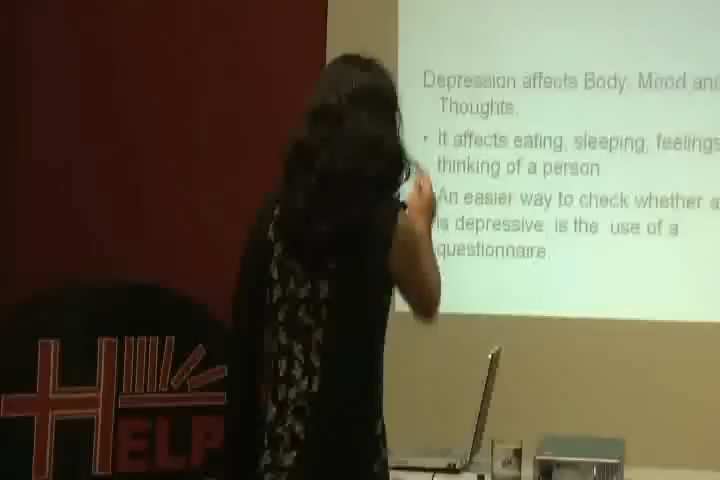 Depression affects Body, Mood and
Thoughts.
• It affects eating, sleeping, feelings
thinking of a person
An easier way to check whether a
is depressive is the use of a
questionnaire
HELP